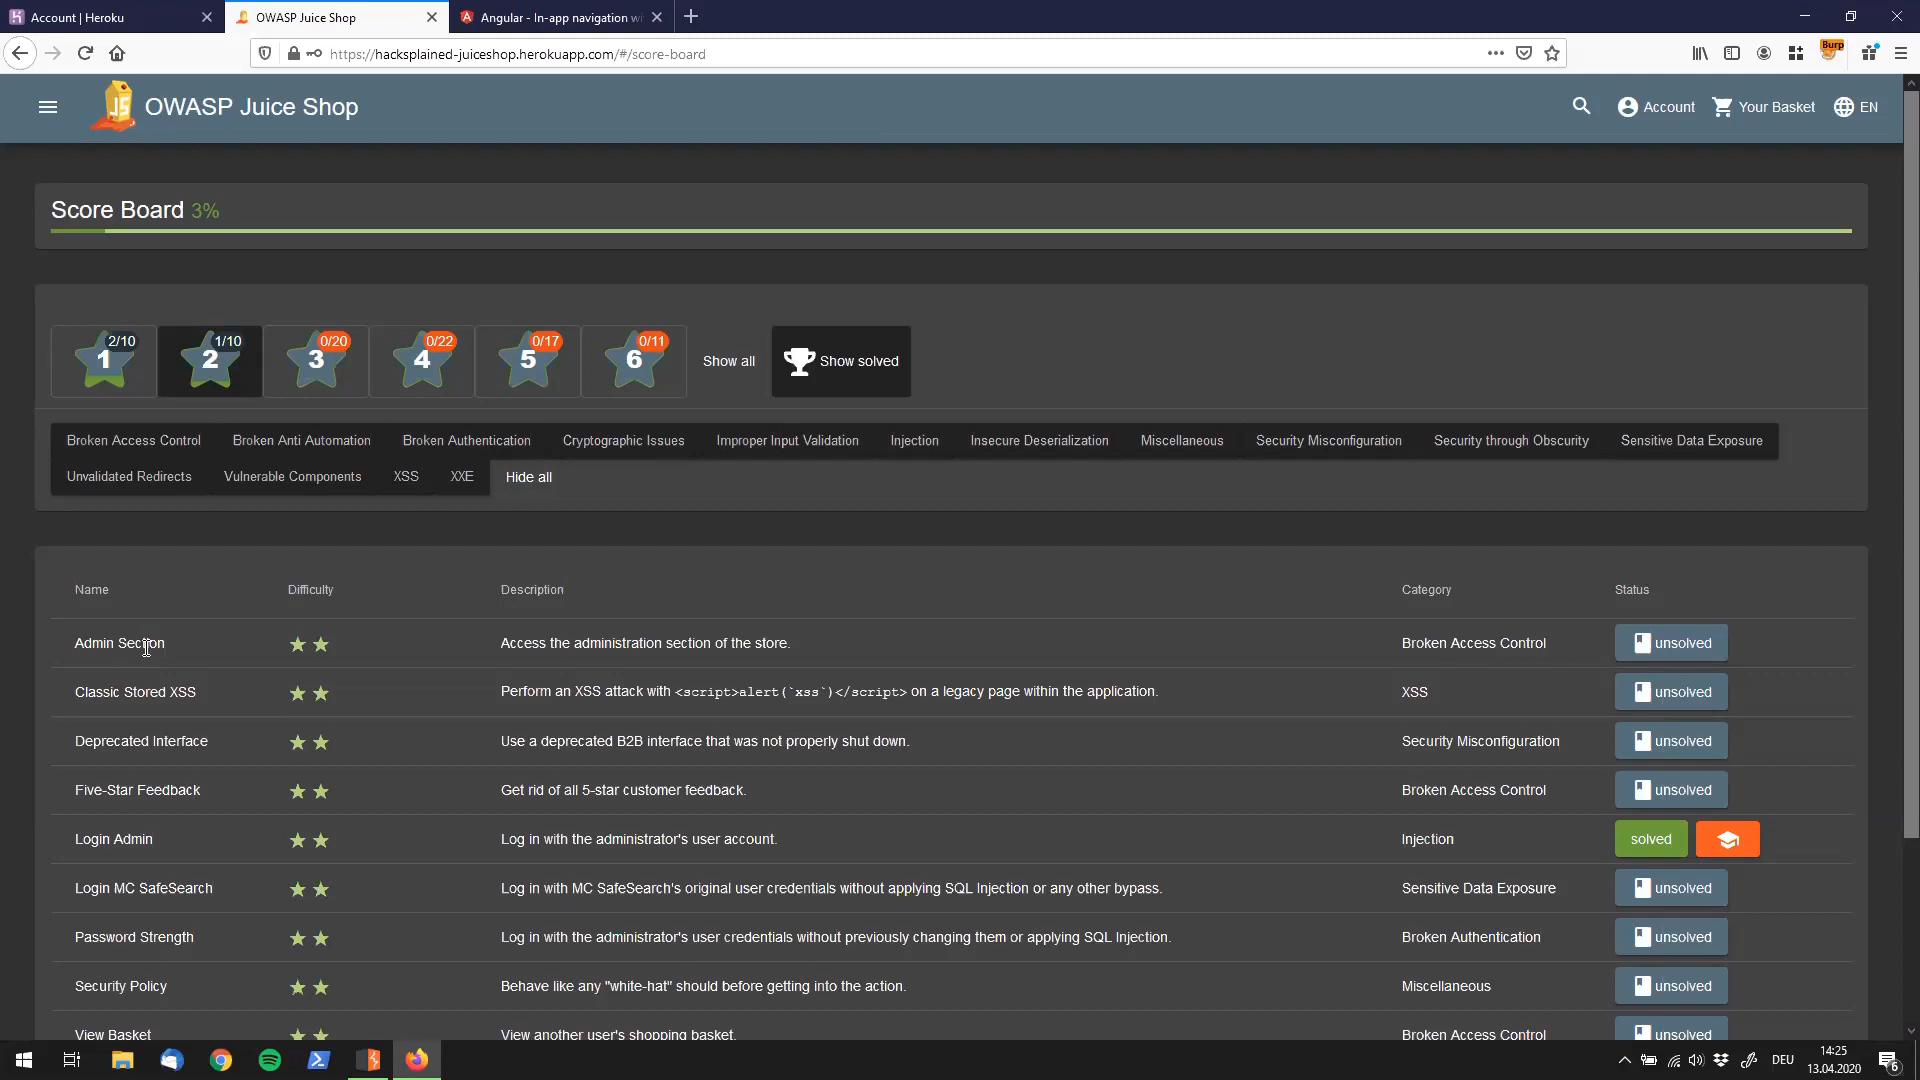 Account | Heroku
OWASP Juice Shop
Angular - In-app navigation wi
https://hacksplained-juiceshop.herokuapp.com/#/score-board
Burp
JS
OWASP Juice Shop
Account
Your Basket
EN
Score Board 3%
1 2/10
2 1/10
3 0/20
4 0/22
5 0/17
6 0/11
Show all
Show solved
Broken Access Control Broken Anti Automation Broken Authentication Cryptographic Issues Improper Input Validation Injection Insecure Deserialization Miscellaneous Security Misconfiguration Security through Obscurity Sensitive Data Exposure
Unvalidated Redirects Vulnerable Components XSS XXE Hide all
Name Difficulty Description Category Status
Admin Section Access the administration section of the store. Broken Access Control unsolved
Classic Stored XSS Perform an XSS attack with <script>alert(`xss`)</script> on a legacy page within the application. XSS unsolved
Deprecated Interface Use a deprecated B2B interface that was not properly shut down. Security Misconfiguration unsolved
Five-Star Feedback Get rid of all 5-star customer feedback. Broken Access Control unsolved
Login Admin Log in with the administrator's user account. Injection solved
Login MC SafeSearch Log in with MC SafeSearch's original user credentials without applying SQL Injection or any other bypass. Sensitive Data Exposure unsolved
Password Strength Log in with the administrator's user credentials without previously changing them or applying SQL Injection. Broken Authentication unsolved
Security Policy Behave like any "white-hat" should before getting into the action. Miscellaneous unsolved
View Basket View another user's shopping basket. Broken Access Control unsolved
DEU
14:25
13.04.2020
6